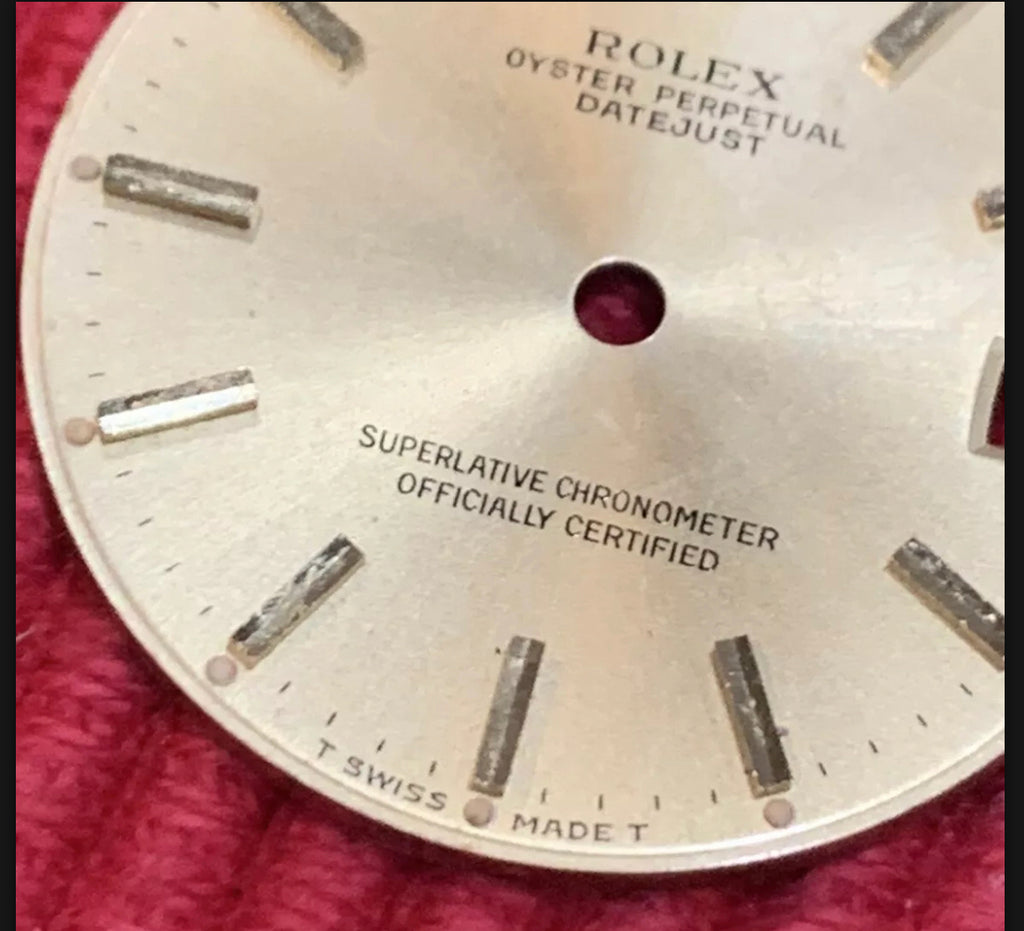 ROLEX
OYSTER PERPETUAL
DATEJUST
SUPERLATIVE CHRONOMETER
OFFICIALLY CERTIFIED
T SWISS MADE T